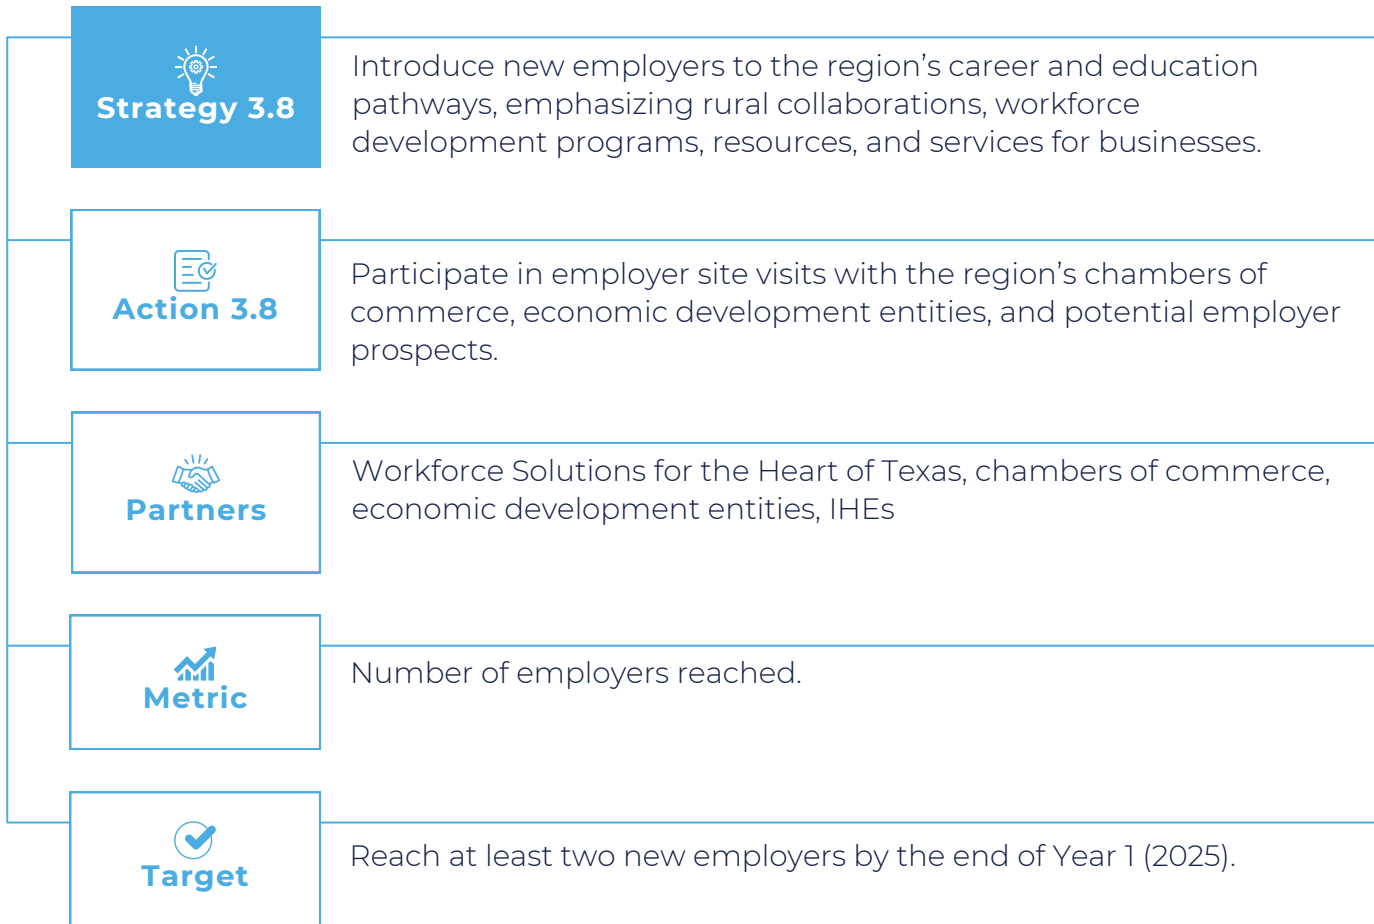 Strategy 3.8
Introduce new employers to the region’s career and education
pathways, emphasizing rural collaborations, workforce
development programs, resources, and services for businesses.
Action 3.8
Participate in employer site visits with the region’s chambers of
commerce, economic development entities, and potential employer
prospects.
Partners
Workforce Solutions for the Heart of Texas, chambers of commerce,
economic development entities, IHEs
Metric
Number of employers reached.
Target
Reach at least two new employers by the end of Year 1 (2025).